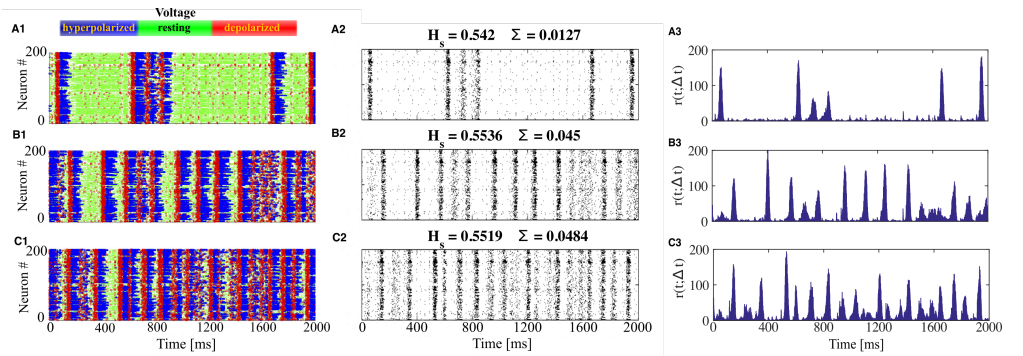 Voltage
hyperpolarized resting depolarized
A1
200
Neuron #
0
B1
200
Neuron #
0
C1
200
Neuron #
0
0 400 800 1200 1600 2000
Time [ms]
A2
H_s = 0.542 Σ = 0.0127
B2
H_s = 0.5536 Σ = 0.045
C2
H_s = 0.5519 Σ = 0.0484
0 400 800 1200 1600 2000
Time [ms]
A3
200
100
0
r(t;Δ t)
B3
200
100
0
r(t;Δ t)
C3
200
100
0
r(t;Δ t)
0 400 800 1200 1600 2000
Time [ms]